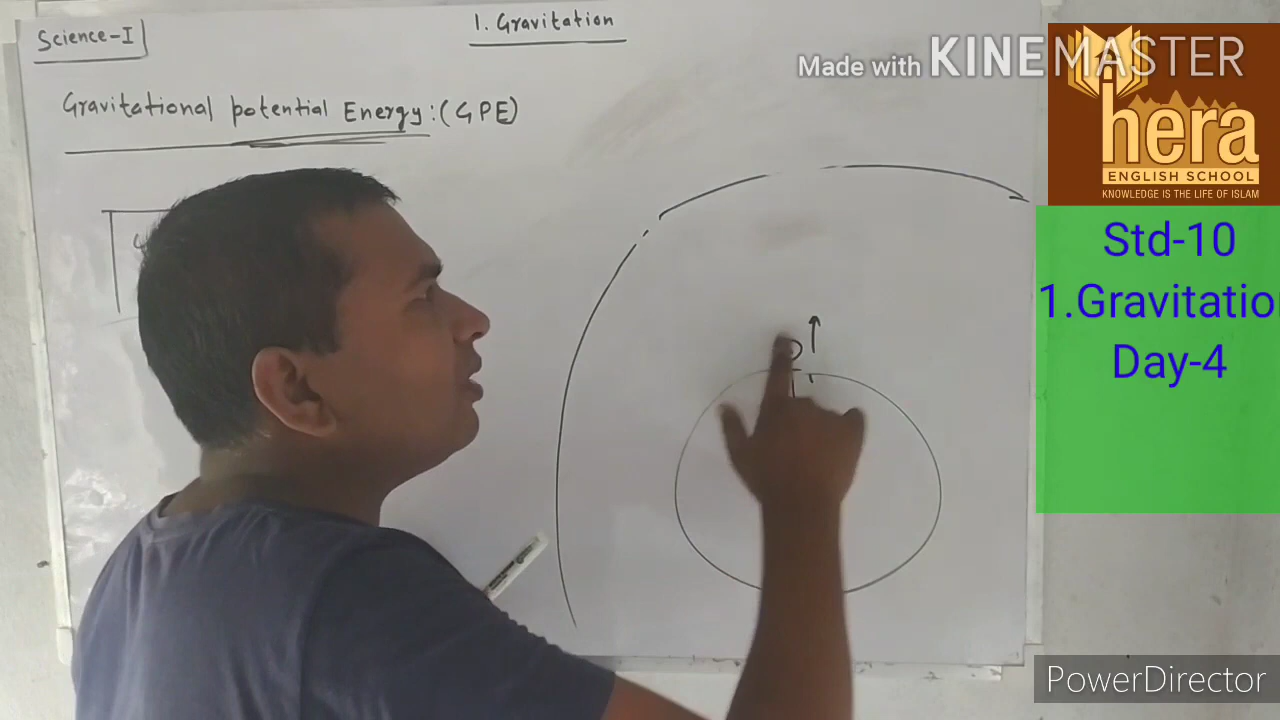 Science-I
1. Gravitation
Gravitational potential Energy:(GPE)
Made with KINEMASTER
hera
ENGLISH SCHOOL
KNOWLEDGE IS THE LIFE OF ISLAM
Std-10
1.Gravitatio
Day-4
PowerDirector